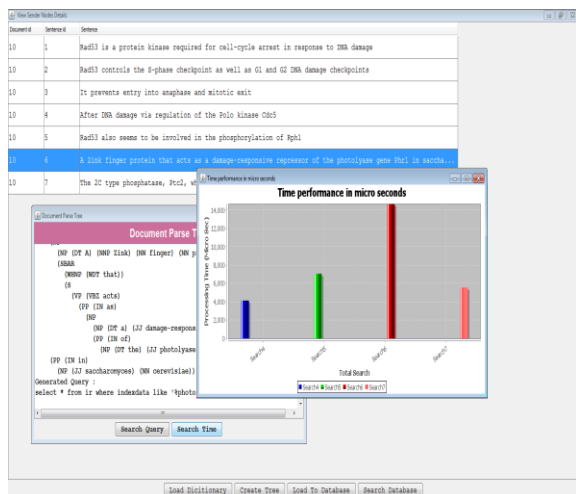 View Sender Nodes Details
Document id Sentence id Sentence
10 1 Rad53 is a protein kinase required for cell-cycle arrest in response to DNA damage
10 2 Rad53 controls the S-phase checkpoint as well as G1 and G2 DNA damage checkpoints
10 3 It prevents entry into anaphase and mitotic exit
10 4 After DNA damage via regulation of the Polo kinase Cdc5
10 5 Rad53 also seems to be involved in the phosphorylation of Rph1
10 6 A Zink finger protein that acts as a damage-responsive repressor of the photolyase gene Phr1 in saccha...
10 7 The 2C type phosphatase, Ptc2, wh
Document Parse Tree
Document Parse T
(NP (DT A) (NNP Zink) (NN finger) (NN p
(SBAR
(WHNP (WDT that))
(S
(VP (VBZ acts)
(PP (IN as)
(NP
(NP (DT a) (JJ damage-respons
(PP (IN of)
(NP (DT the) (JJ photolyase
(PP (IN in)
(NP (JJ saccharomyces) (NN cerevisiae))
Generated Query :
select * from ir where indexdata like '%photo
Search Query Search Time
Time performance in micro seconds
Time performance in micro seconds
Processing Time (Micro Sec)
14,000
12,000
10,000
8,000
6,000
4,000
2,000
0
Search4 Search5 Search6 Search7
Total Search
Search4 Search5 Search6 Search7
Load Dicitionary Create Tree Load To Database Search Database